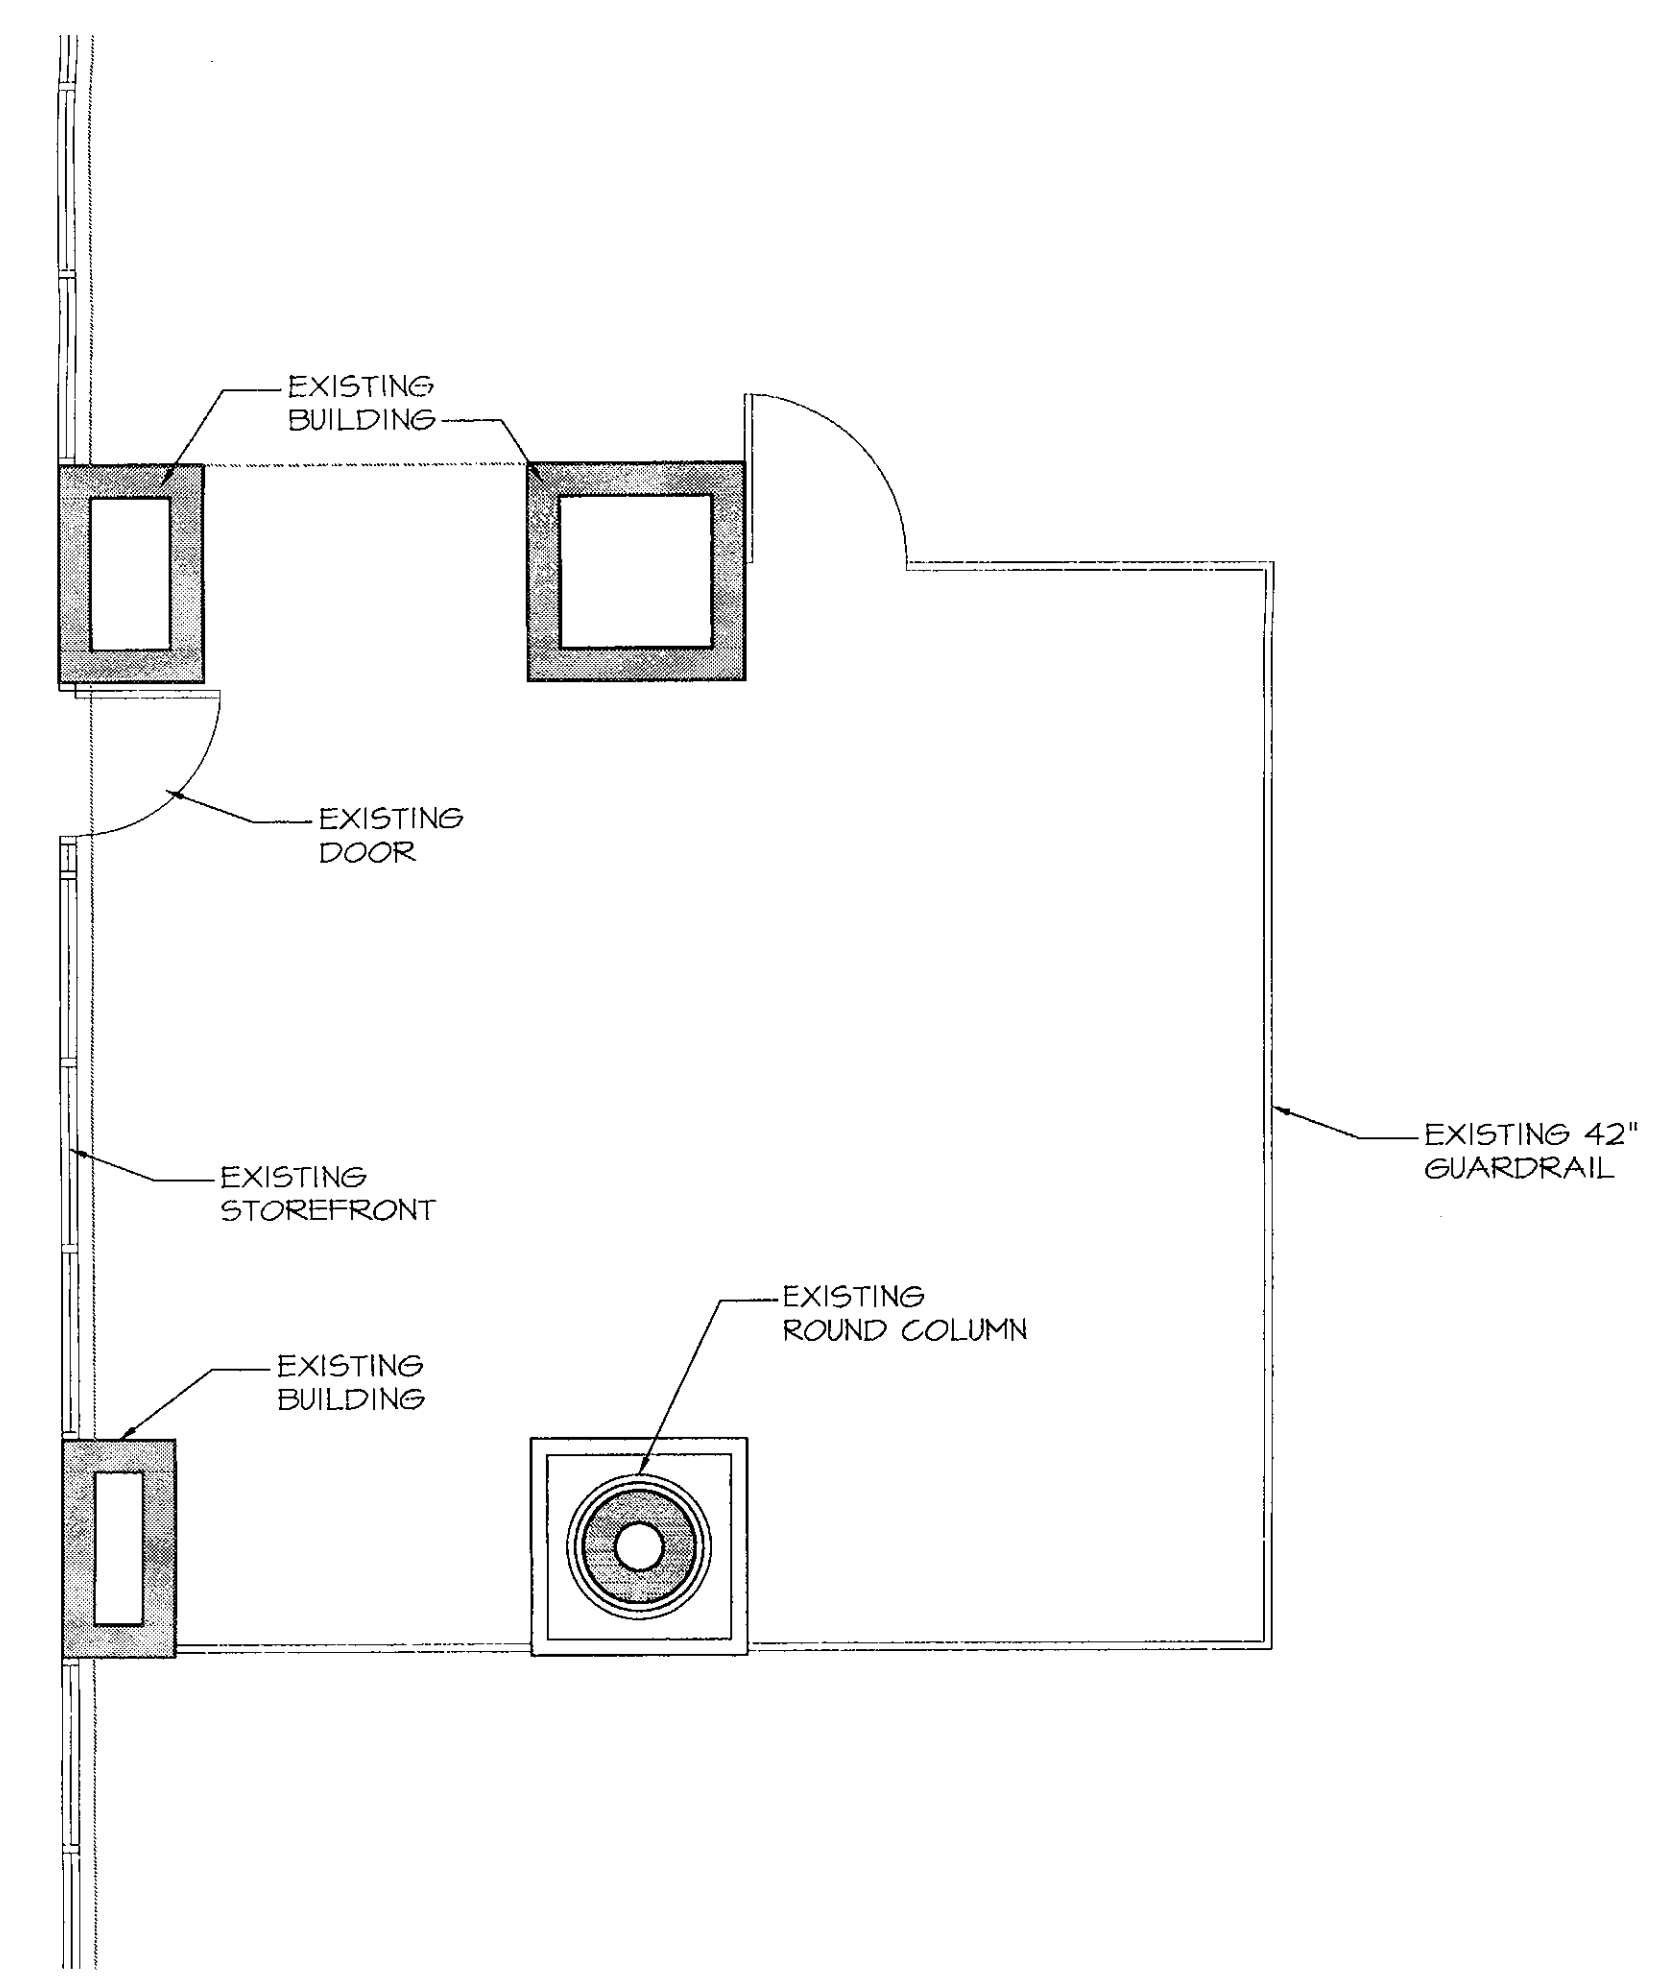 EXISTING
BUILDING
EXISTING
DOOR
EXISTING 42"
GUARDRAIL
EXISTING
STOREFRONT
EXISTING
ROUND COLUMN
EXISTING
BUILDING